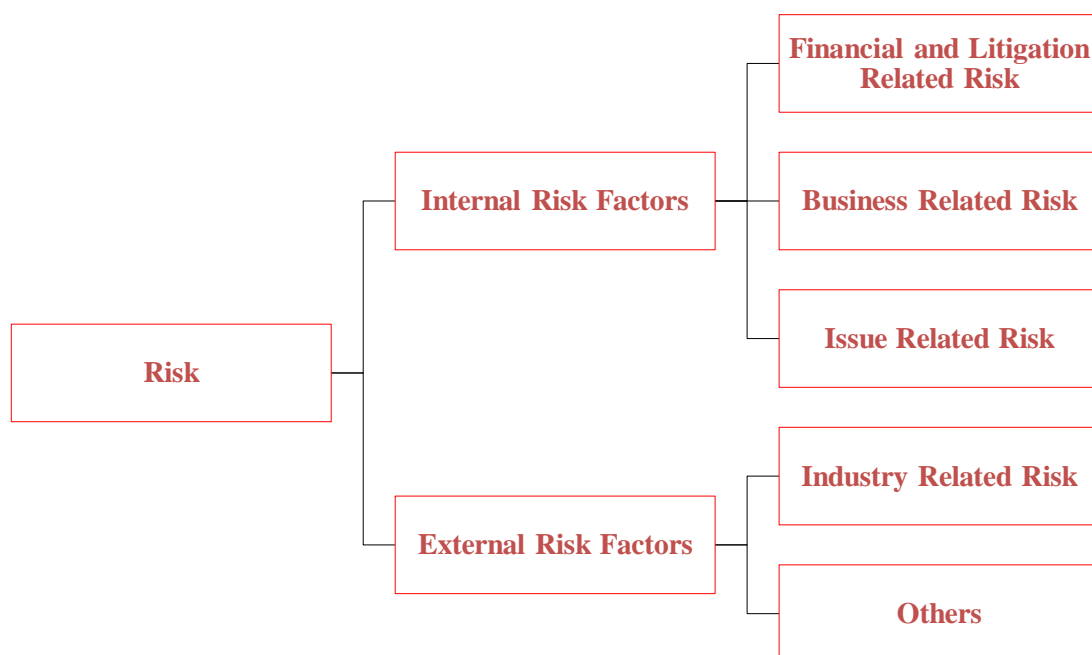 Financial and Litigation
Related Risk
Internal Risk Factors
Business Related Risk
Issue Related Risk
Risk
Industry Related Risk
External Risk Factors
Others